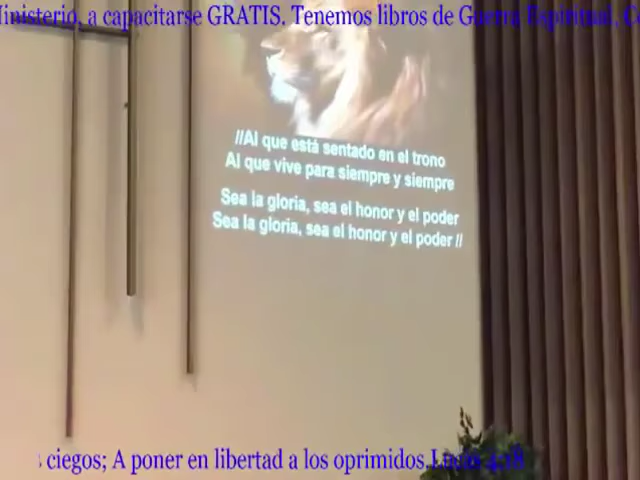 Ministerio, a capacitarse GRATIS. Tenemos libros de Guerra Espiritual,
//Al que está sentado en el trono
Al que vive para siempre y siempre
Sea la gloria, sea el honor y el poder
Sea la gloria, sea el honor y el poder //
ciegos; A poner en libertad a los oprimidos.Lucas 4:18